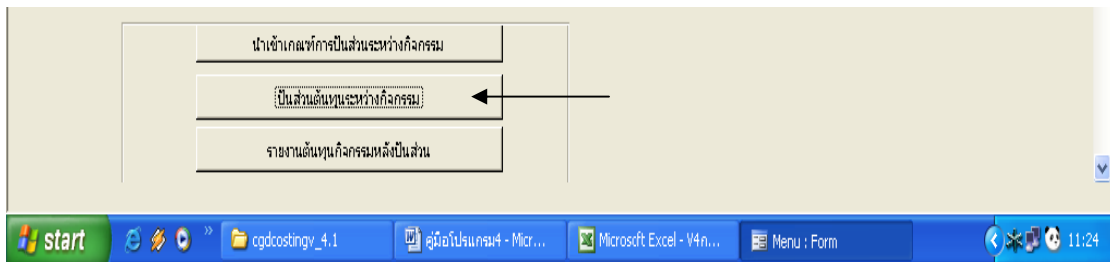 นำเข้าเกณฑ์การปันส่วนระหว่างกิจกรรม
ปันส่วนต้นทุนระหว่างกิจกรรม
รายงานต้นทุนกิจกรรมหลังปันส่วน
start
cgdcostingv_4.1
คู่มือโปรแกรม4 - Micr...
Microscft Excel - V4ก...
Menu : Form
11:24